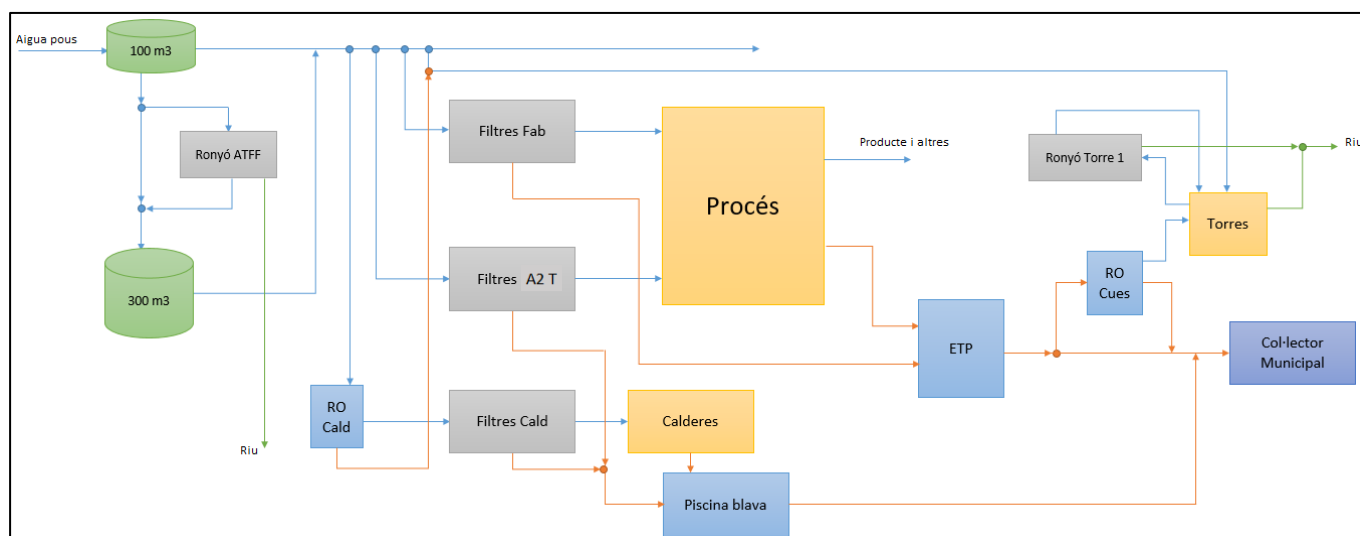 Aigua pous
100 m3
Ronyó ATFF
300 m3
Riu
RO
Cald
Filtres Fab
Filtres A2 T
Filtres Cald
Procés
Calderes
Piscina blava
Producte i altres
ETP
Ronyó Torre 1
Torres
Riu
RO
Cues
Col·lector
Municipal